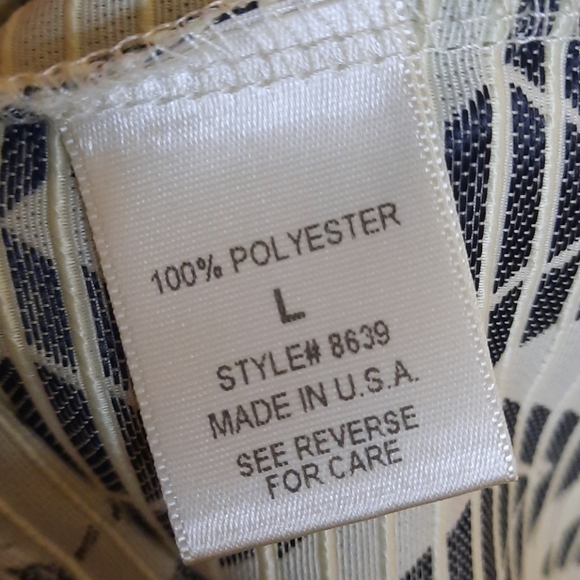 100% POLYESTER
L
STYLE# 8639
MADE IN U.S.A.
SEE REVERSE
FOR CARE